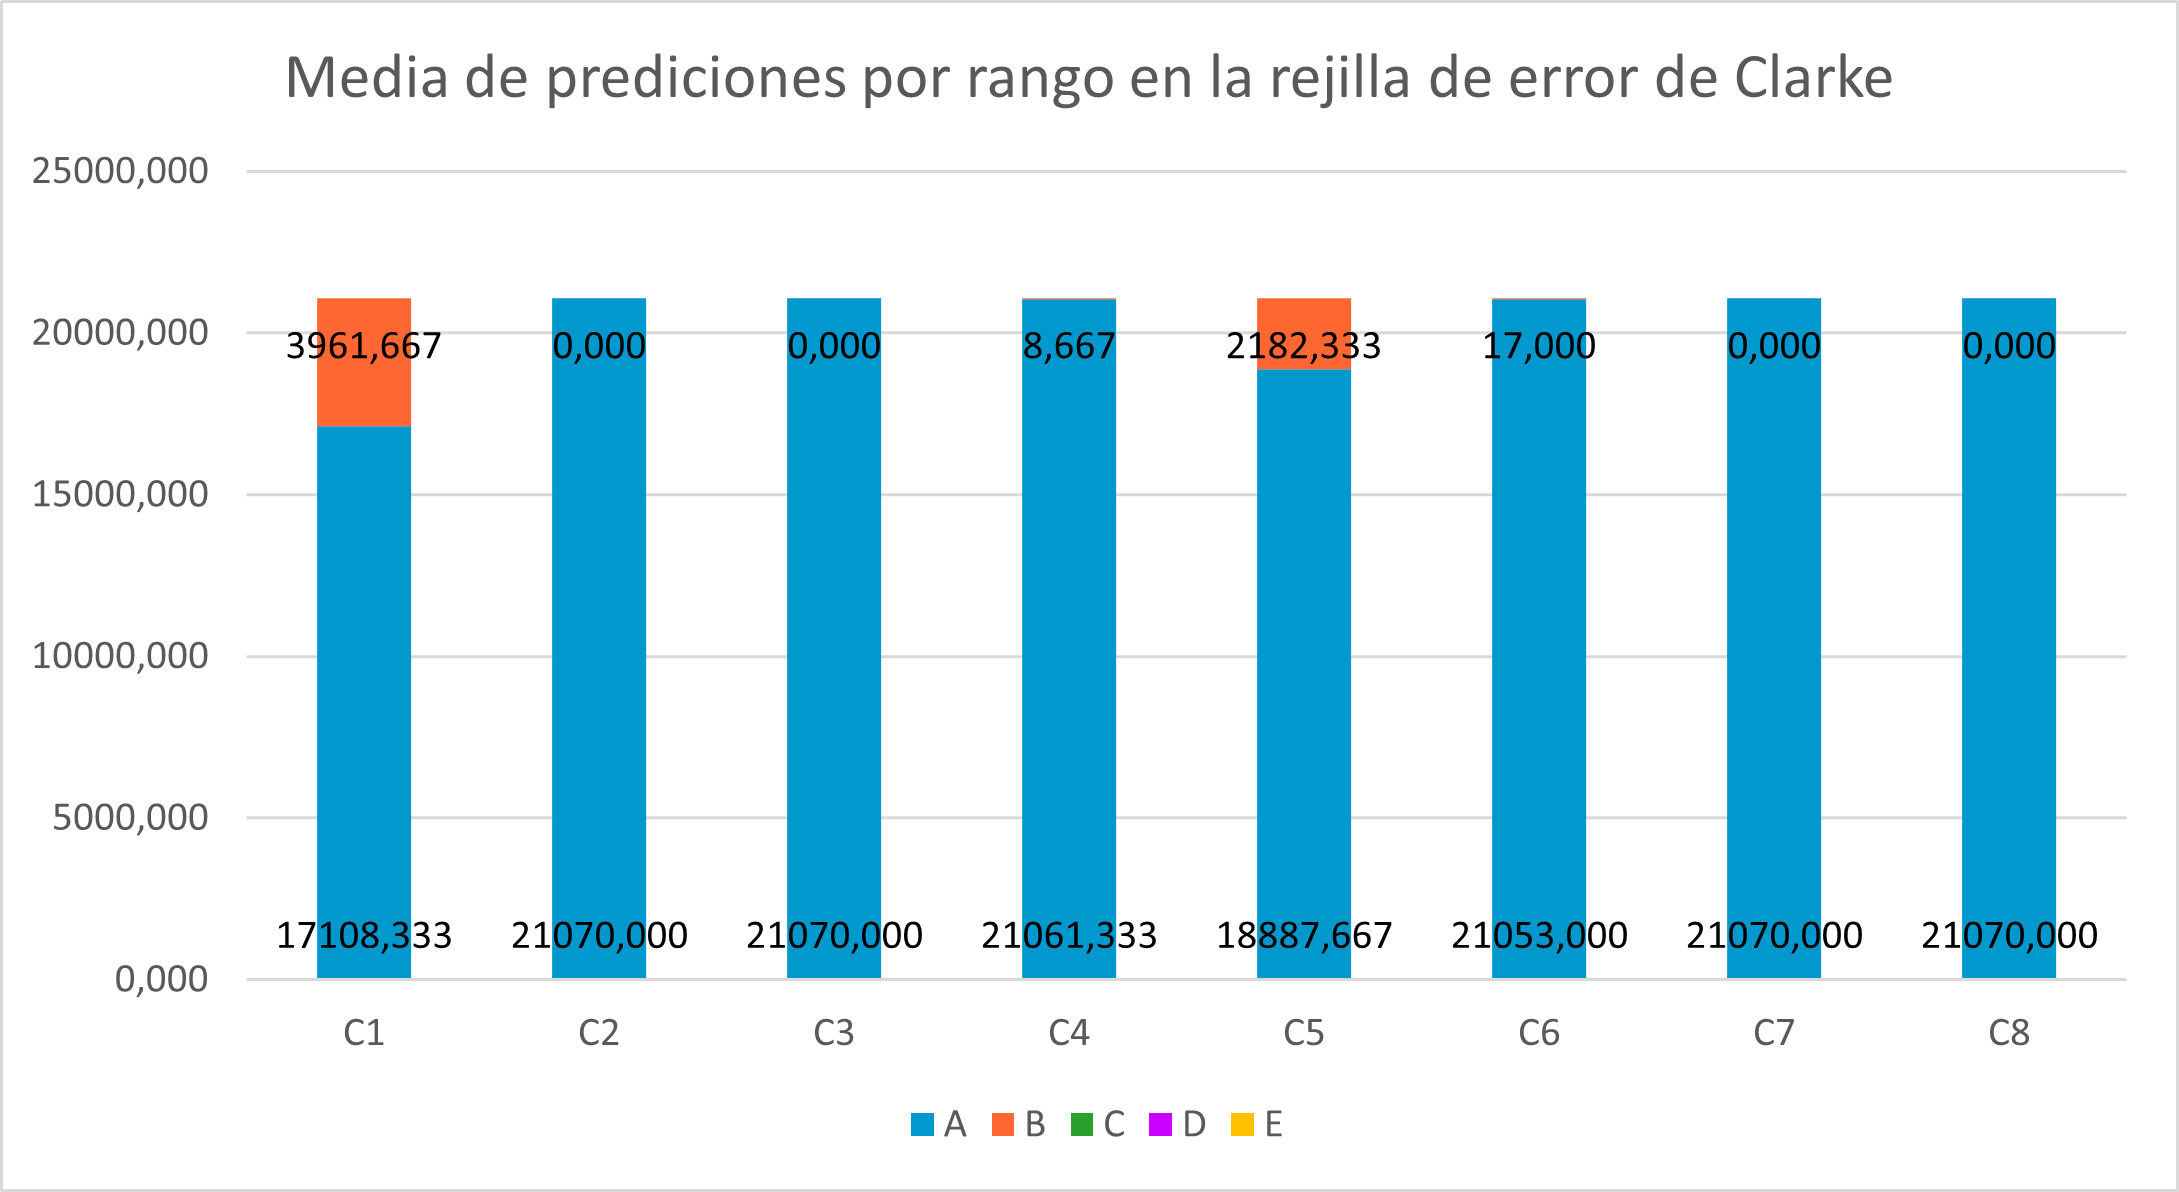 Media de prediciones por rango en la rejilla de error de Clarke
25000,000
20000,000
15000,000
10000,000
5000,000
0,000
3961,667 0,000 0,000 8,667 2182,333 17,000 0,000 0,000
17108,333 21070,000 21070,000 21061,333 18887,667 21053,000 21070,000 21070,000
C1 C2 C3 C4 C5 C6 C7 C8
A B C D E